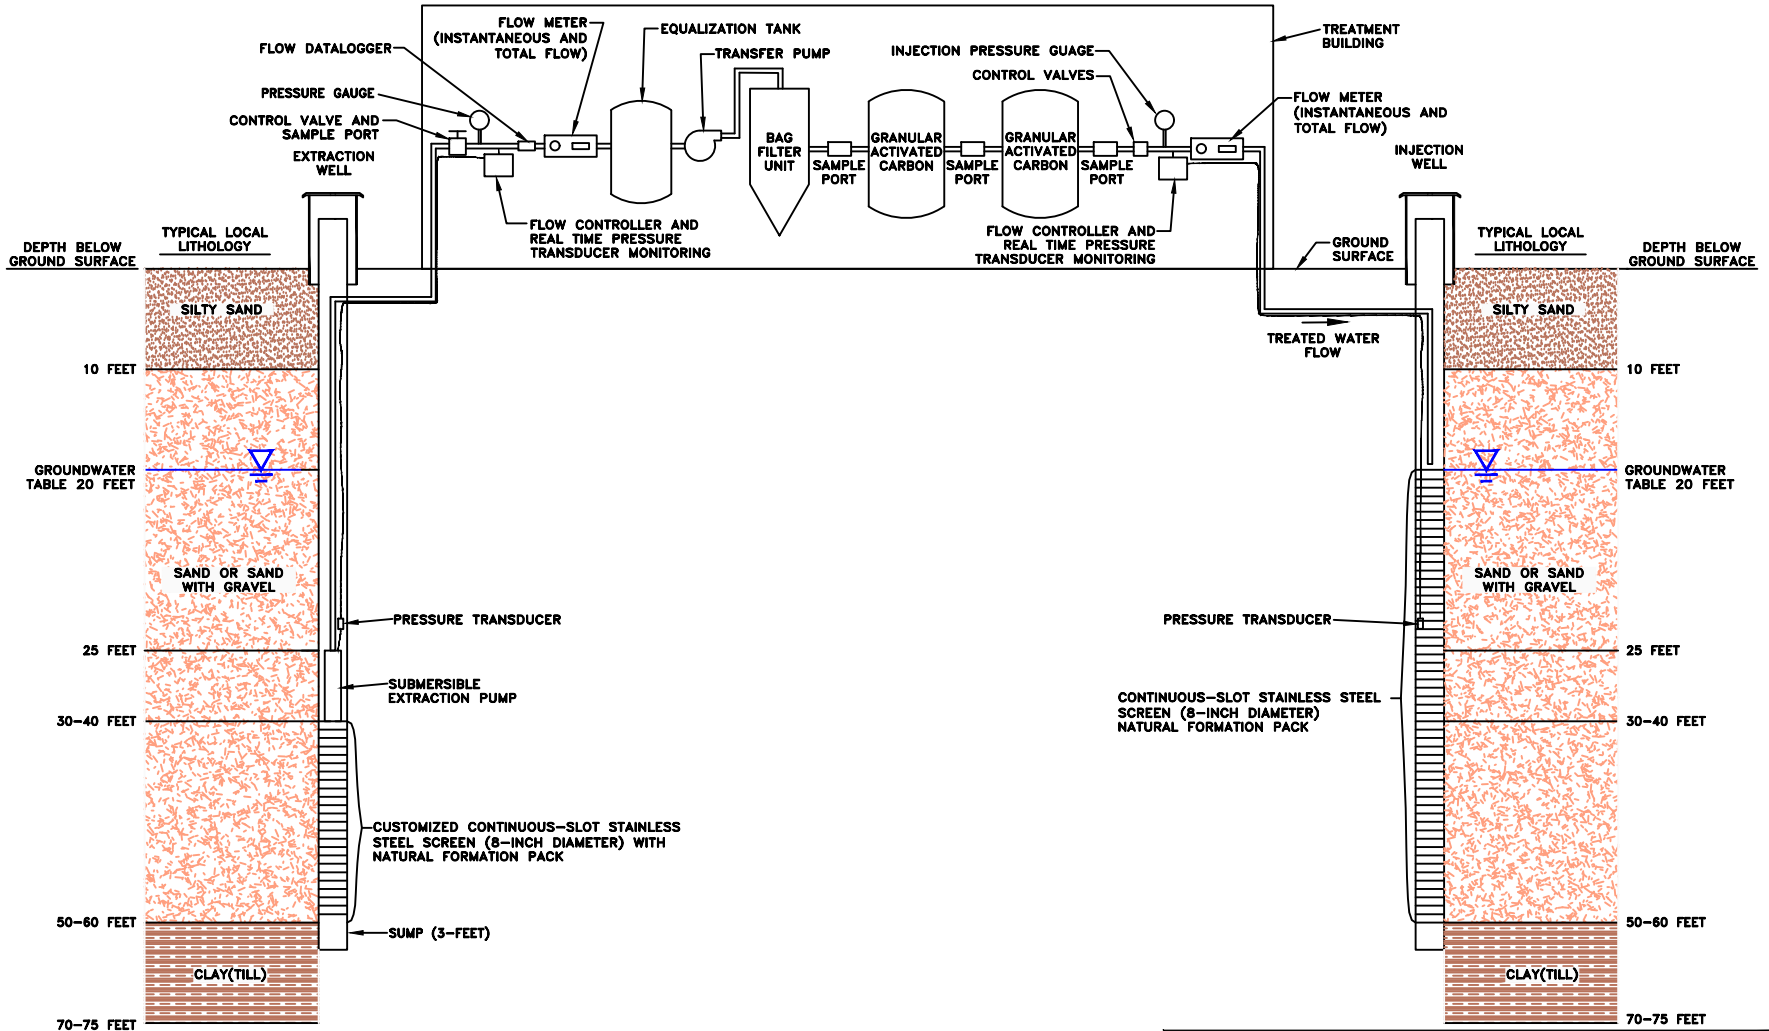 FLOW METER
(INSTANTANEOUS AND
TOTAL FLOW)
EQUALIZATION TANK
TRANSFER PUMP
FLOW DATALOGGER
PRESSURE GAUGE
CONTROL VALVE AND
SAMPLE PORT
EXTRACTION
WELL
INJECTION PRESSURE GUAGE
CONTROL VALVES
TREATMENT
BUILDING
FLOW METER
(INSTANTANEOUS AND
TOTAL FLOW)
INJECTION
WELL
BAG
FILTER
UNIT
SAMPLE
PORT
GRANULAR
ACTIVATED
CARBON
SAMPLE
PORT
GRANULAR
ACTIVATED
CARBON
SAMPLE
PORT
FLOW CONTROLLER AND
REAL TIME PRESSURE
TRANSDUCER MONITORING
FLOW CONTROLLER AND
REAL TIME PRESSURE
TRANSDUCER MONITORING
GROUND
SURFACE
DEPTH BELOW
GROUND SURFACE
TYPICAL LOCAL
LITHOLOGY
TYPICAL LOCAL
LITHOLOGY
DEPTH BELOW
GROUND SURFACE
SILTY SAND
SILTY SAND
TREATED WATER
FLOW
10 FEET
10 FEET
GROUNDWATER
TABLE 20 FEET
GROUNDWATER
TABLE 20 FEET
SAND OR SAND
WITH GRAVEL
SAND OR SAND
WITH GRAVEL
PRESSURE TRANSDUCER
PRESSURE TRANSDUCER
25 FEET
25 FEET
SUBMERSIBLE
EXTRACTION PUMP
CONTINUOUS-SLOT STAINLESS STEEL
SCREEN (8-INCH DIAMETER)
NATURAL FORMATION PACK
30-40 FEET
30-40 FEET
CUSTOMIZED CONTINUOUS-SLOT STAINLESS
STEEL SCREEN (8-INCH DIAMETER) WITH
NATURAL FORMATION PACK
50-60 FEET
50-60 FEET
SUMP (3-FEET)
CLAY(TILL)
CLAY(TILL)
70-75 FEET
70-75 FEET